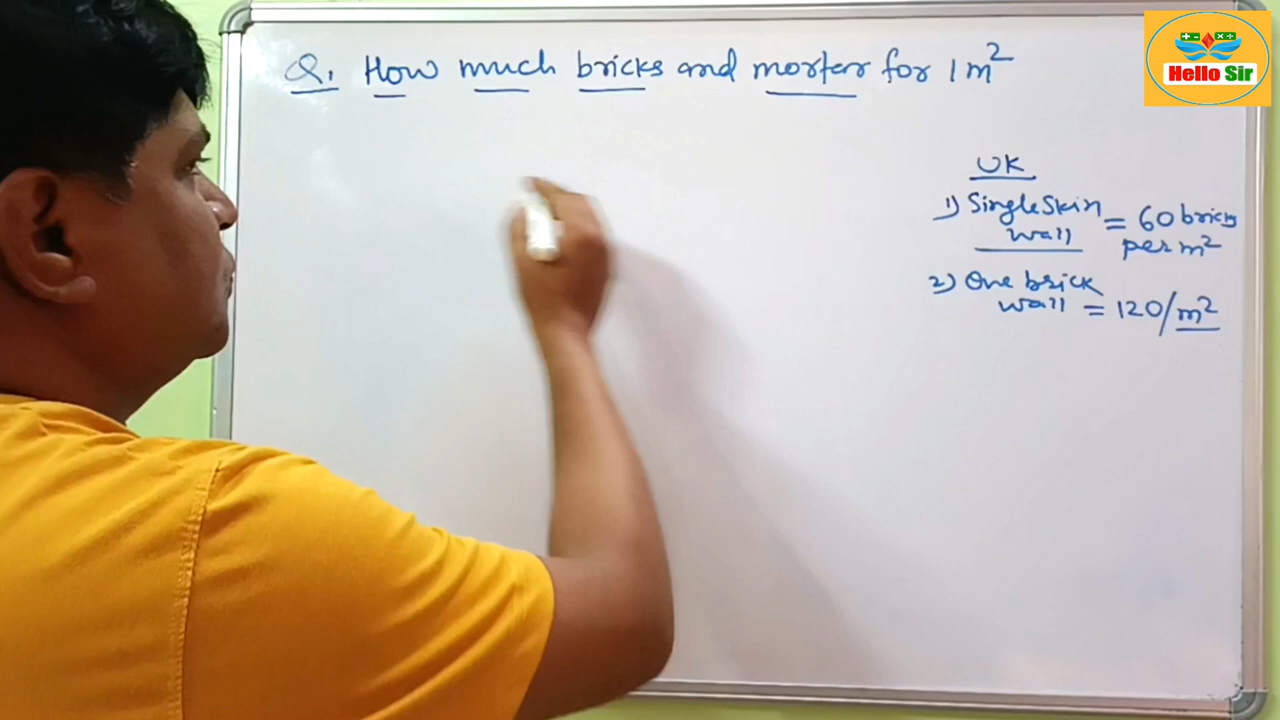 Q. How much bricks and mortar for 1 m²
Hello Sir
UK
1) Single Skin
wall = 60 bricks
per m²
2) One brick
wall = 120/m²